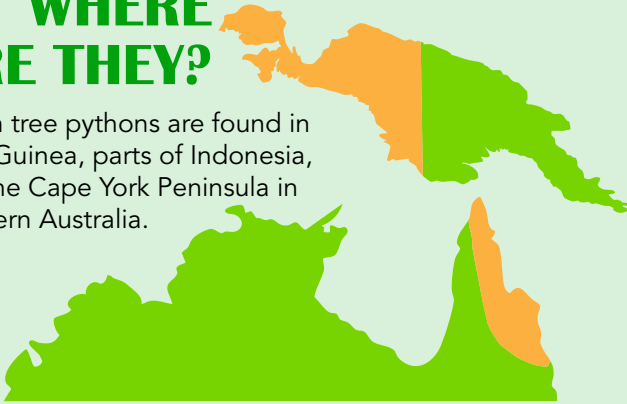 WHERE
RE THEY?
n tree pythons are found in
Guinea, parts of Indonesia,
he Cape York Peninsula in
ern Australia.